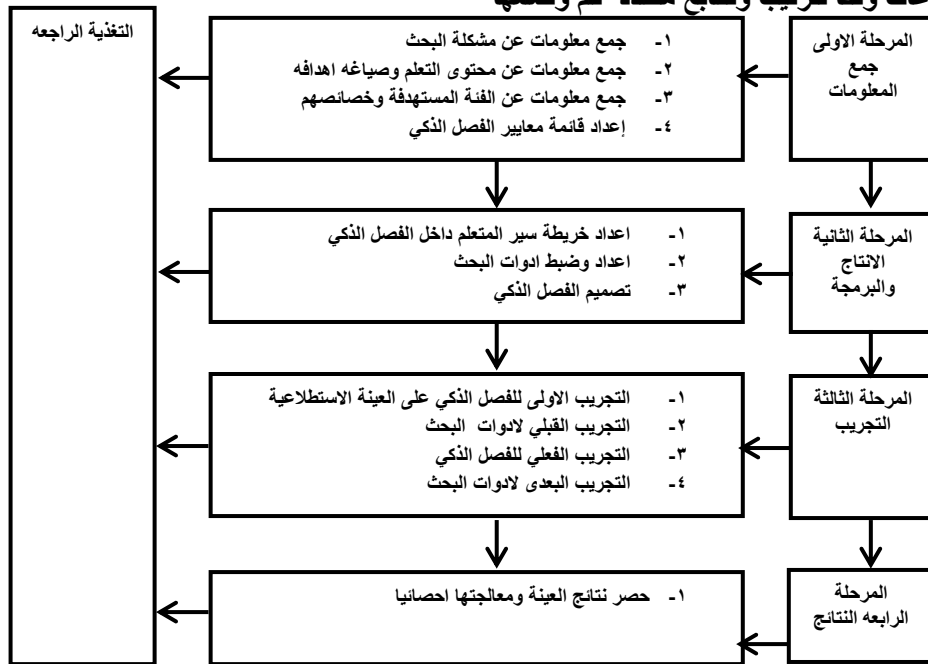 المرحلة الاولى
جمع
المعلومات
١- جمع معلومات عن مشكلة البحث
٢- جمع معلومات عن محتوى التعلم وصياغه اهدافه
٣- جمع معلومات عن الفئة المستهدفة وخصائصهم
٤- إعداد قائمة معايير الفصل الذكي
التغذية الراجعه
المرحلة الثانية
الانتاج
والبرمجة
١- اعداد خريطة سير المتعلم داخل الفصل الذكي
٢- اعداد وضبط ادوات البحث
٣- تصميم الفصل الذكي
المرحلة الثالثة
التجريب
١- التجريب الاولى للفصل الذكي على العينة الاستطلاعية
٢- التجريب القبلي لادوات البحث
٣- التجريب الفعلي للفصل الذكي
٤- التجريب البعدى لادوات البحث
المرحلة
الرابعه النتائج
١- حصر نتائج العينة ومعالجتها احصائيا